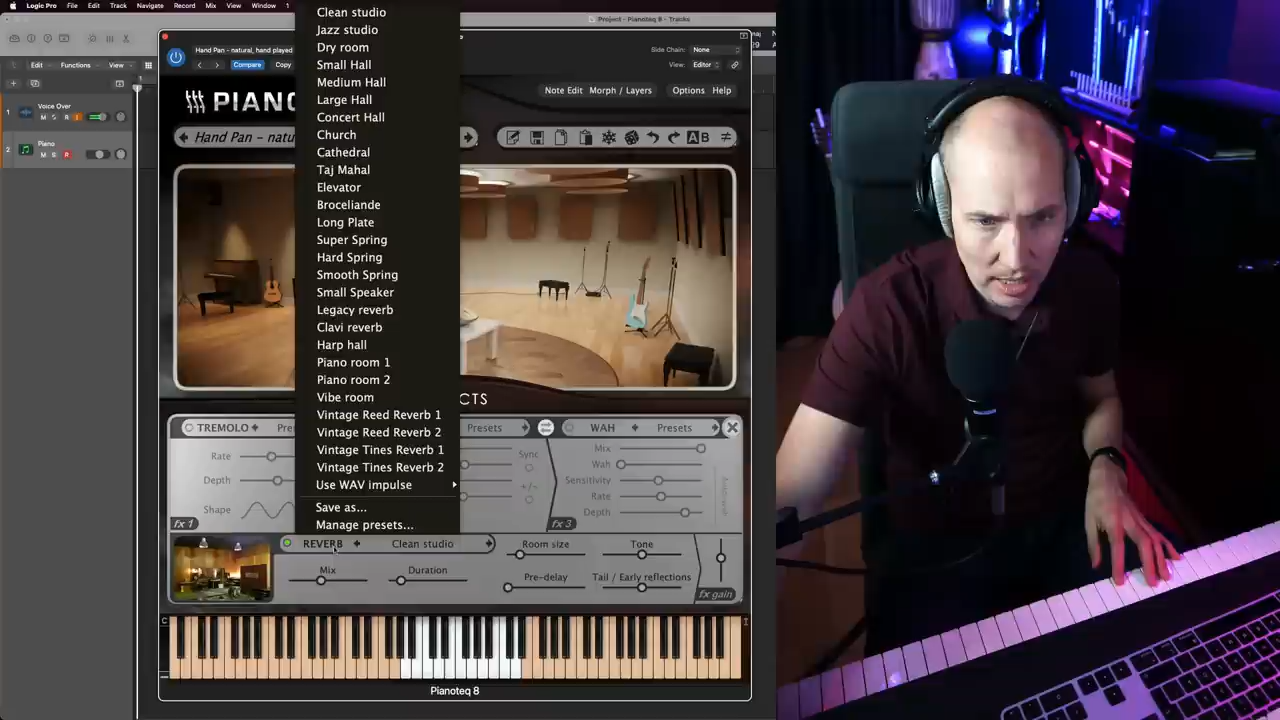 Logic Pro File Edit Track Navigate Record Mix View Window 1
Project - Pianoteq 8 - Tracks
Edit Functions View
1 Voice Over
M S R I
2 Piano
M S R
Hand Pan - natural, hand played
Side Chain: None
Compare Copy
View: Editor
PIANO
Note Edit Morph / Layers Options Help
Hand Pan - natu
AB
Clean studio
Jazz studio
Dry room
Small Hall
Medium Hall
Large Hall
Concert Hall
Church
Cathedral
Taj Mahal
Elevator
Broceliande
Long Plate
Super Spring
Hard Spring
Smooth Spring
Small Speaker
Legacy reverb
Clavi reverb
Harp hall
Piano room 1
Piano room 2
Vibe room
Vintage Reed Reverb 1
Vintage Reed Reverb 2
Vintage Tines Reverb 1
Vintage Tines Reverb 2
Use WAV impulse
Save as...
Manage presets...
CTS
TREMOLO Pre
Rate
Depth
Shape
fx 1
Presets
Sync
+/-
WAH Presets
Mix
Wah
Sensitivity
Rate
Depth
fx 3
REVERB Clean studio
Mix Duration
Room size Tone
Pre-delay Tail / Early reflections
fx gain
C
Pianoteq 8